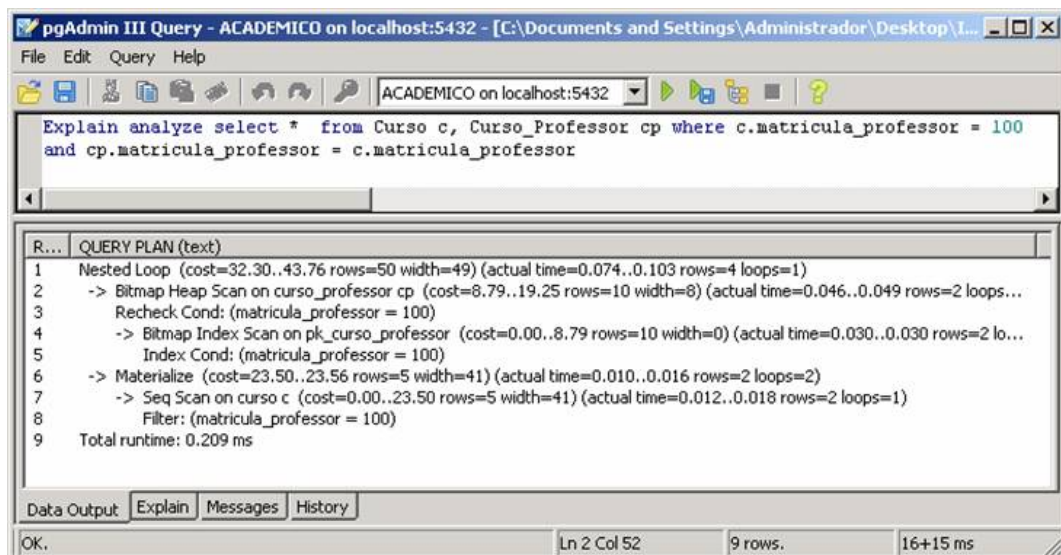 pgAdmin III Query - ACADEMICO on localhost:5432 - [C:\Documents and Settings\Administrador\Desktop\I...
File Edit Query Help
ACADEMICO on localhost:5432
Explain analyze select * from Curso c, Curso_Professor cp where c.matricula_professor = 100
and cp.matricula_professor = c.matricula_professor
R... QUERY PLAN (text)
1 Nested Loop (cost=32.30..43.76 rows=50 width=49) (actual time=0.074..0.103 rows=4 loops=1)
2 -> Bitmap Heap Scan on curso_professor cp (cost=8.79..19.25 rows=10 width=8) (actual time=0.046..0.049 rows=2 loops...
3 Recheck Cond: (matricula_professor = 100)
4 -> Bitmap Index Scan on pk_curso_professor (cost=0.00..8.79 rows=10 width=0) (actual time=0.030..0.030 rows=2 lo...
5 Index Cond: (matricula_professor = 100)
6 -> Materialize (cost=23.50..23.56 rows=5 width=41) (actual time=0.010..0.016 rows=2 loops=2)
7 -> Seq Scan on curso c (cost=0.00..23.50 rows=5 width=41) (actual time=0.012..0.018 rows=2 loops=1)
8 Filter: (matricula_professor = 100)
9 Total runtime: 0.209 ms
Data Output Explain Messages History
OK. Ln 2 Col 52 9 rows. 16+15 ms